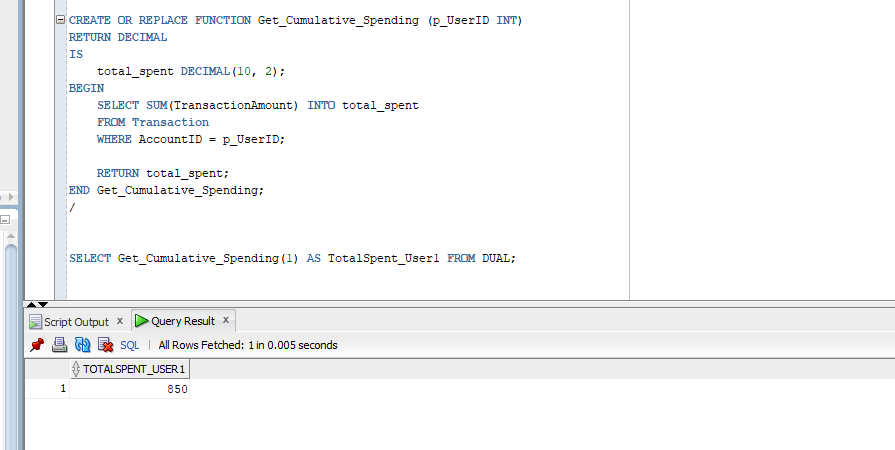 CREATE OR REPLACE FUNCTION Get_Cumulative_Spending (p_UserID INT)
RETURN DECIMAL
IS
    total_spent DECIMAL(10, 2);
BEGIN
    SELECT SUM(TransactionAmount) INTO total_spent
    FROM Transaction
    WHERE AccountID = p_UserID;

    RETURN total_spent;
END Get_Cumulative_Spending;
/

SELECT Get_Cumulative_Spending(1) AS TotalSpent_User1 FROM DUAL;
Script Output x Query Result x
SQL | All Rows Fetched: 1 in 0.005 seconds
TOTALSPENT_USER1
1 850